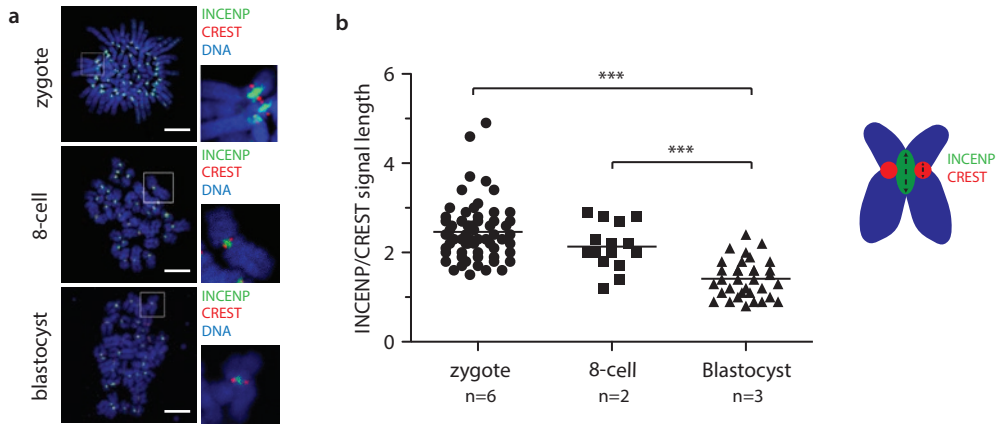 a
zygote
INCENP
CREST
DNA
8-cell
INCENP
CREST
DNA
blastocyst
INCENP
CREST
DNA
b
INCENP/CREST signal length
6
4
2
0
***
***
zygote
8-cell
Blastocyst
n=6
n=2
n=3
INCENP
CREST